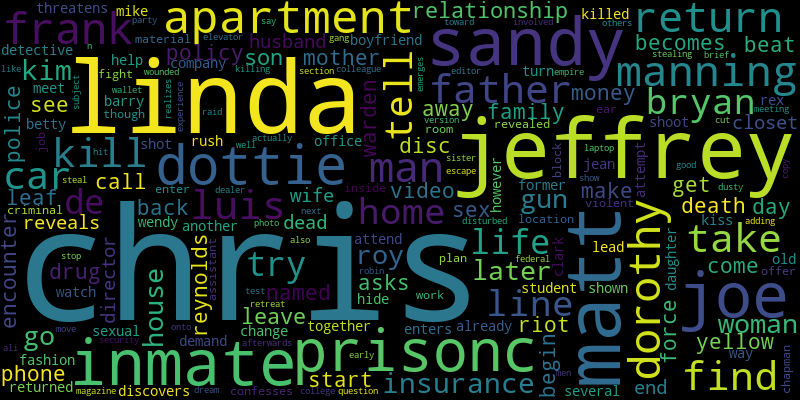 threatens mike party say toward gang killed involved others
frank material elevator apartment relationship sandy return
detective n policy husband boyfriend colleague stealing brief empire
like help son mother wounded killing section becomes beat
kim company turn emerges editor manning
subject fight experience father
meet realizes tell away money bryan rex
police see barry warden family ear
linda jeffrey
though wallet raid revealed shoot closet meeting
betty shot office disc room version cut
job rush actually well sister laptop
kill dottie man however escape block jean attempt good copy
car hit call luis video former make get dusty
leaf steal dealer enter inside sex gun location show death day
de back home disturbed violent kiss adding
criminal wife matt dorothy
reveals wendy another dead attend clark lead old offer
chris next life student daughter take
encounter photo also roy plan shown come
drug director reynolds try later robin federal
stop assistant asks
watch house named hide work line force joe
test leave riot woman
sexual retreat together already yellow
go demand change enters begin way
fashion move onto afterwards
phone inmate prisonc men find
returned ali security start early insurance several end chapman
magazine discovers dream confesses college question